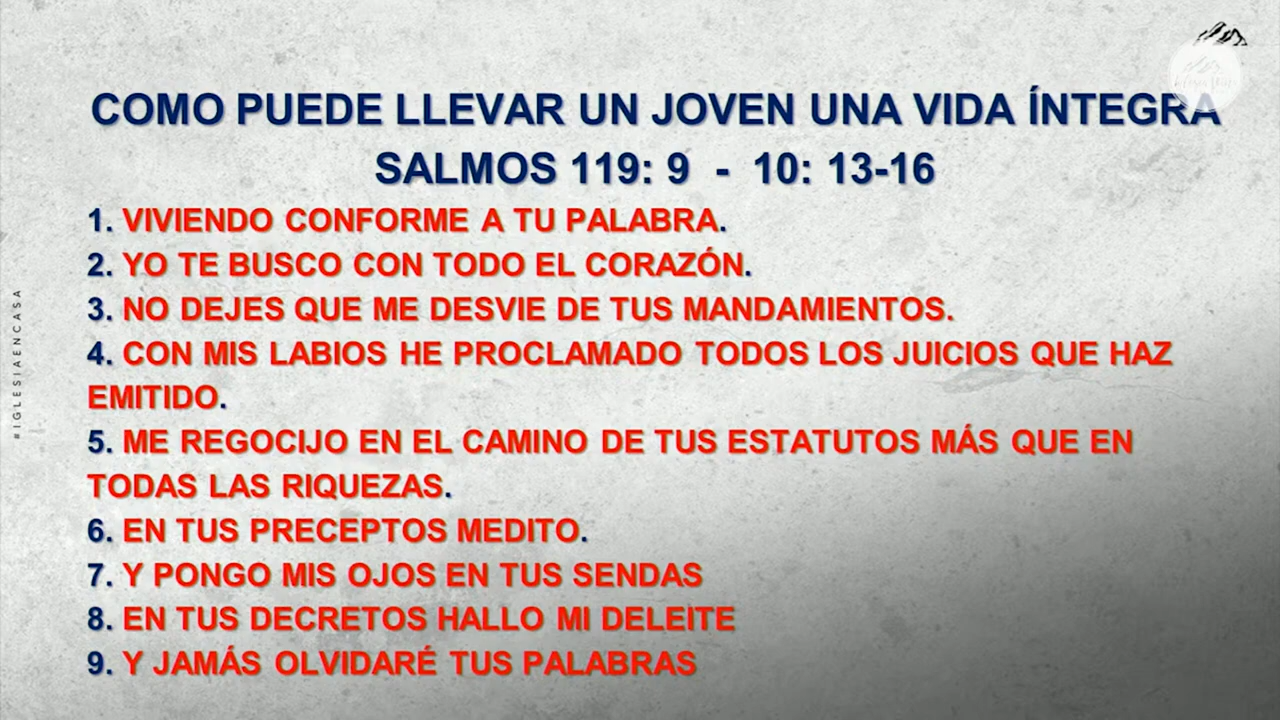 COMO PUEDE LLEVAR UN JOVEN UNA VIDA ÍNTEGRA
SALMOS 119: 9 - 10: 13-16
1. VIVIENDO CONFORME A TU PALABRA.
2. YO TE BUSCO CON TODO EL CORAZÓN.
3. NO DEJES QUE ME DESVIE DE TUS MANDAMIENTOS.
4. CON MIS LABIOS HE PROCLAMADO TODOS LOS JUICIOS QUE HAZ
EMITIDO.
5. ME REGOCIJO EN EL CAMINO DE TUS ESTATUTOS MÁS QUE EN
TODAS LAS RIQUEZAS.
6. EN TUS PRECEPTOS MEDITO.
7. Y PONGO MIS OJOS EN TUS SENDAS
8. EN TUS DECRETOS HALLO MI DELEITE
9. Y JAMÁS OLVIDARÉ TUS PALABRAS
#IGLESIAENCASA